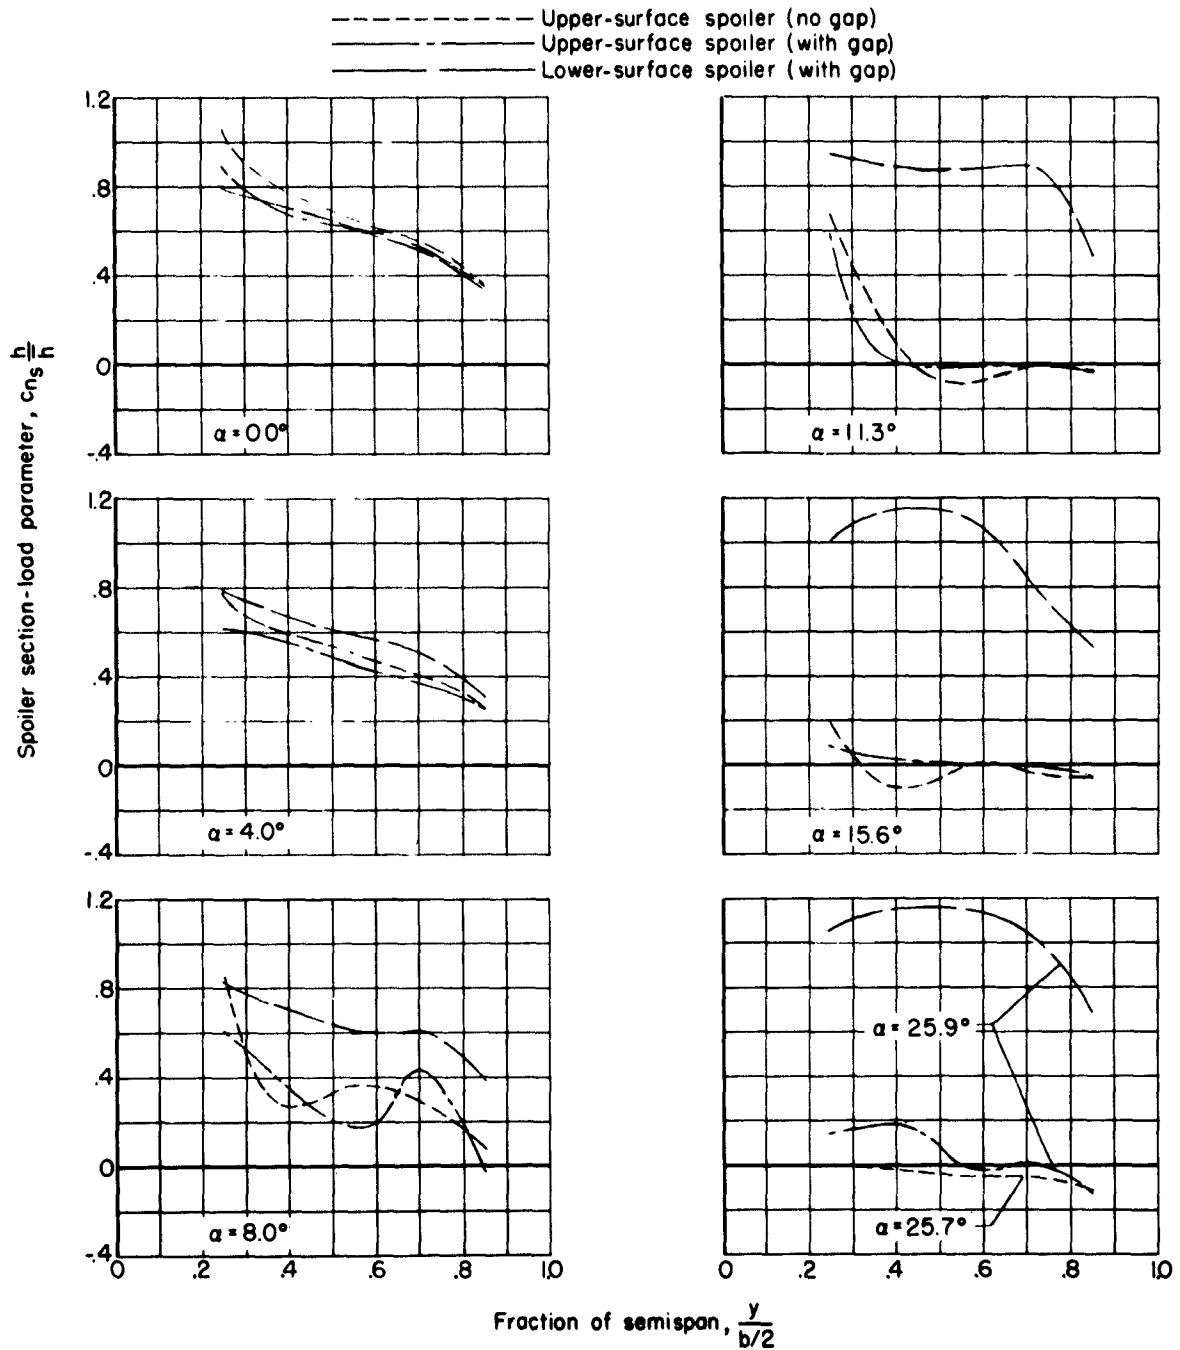 Upper-surface spoiler (no gap)
Upper-surface spoiler (with gap)
Lower-surface spoiler (with gap)
Spoiler section-load parameter, cns h̄/h
1.2
.8
.4
0
-.4
α = 0.0°
α = 11.3°
1.2
.8
.4
0
-.4
α = 4.0°
α = 15.6°
1.2
.8
.4
0
-.4
α = 8.0°
α = 25.9°
α = 25.7°
0 .2 .4 .6 .8 1.0
0 .2 .4 .6 .8 1.0
Fraction of semispan, y/b/2